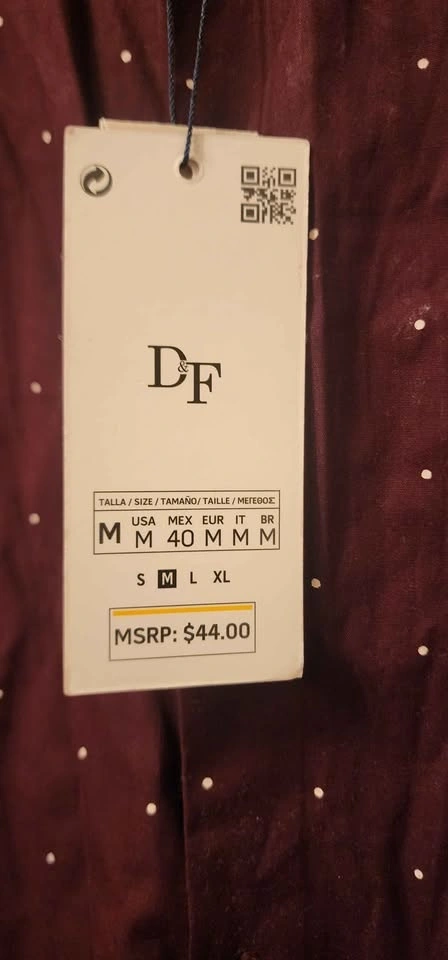 D&F
TALLA / SIZE / TAMAÑO / TAILLE / ΜΕΓΕΘΟΣ
M USA MEX EUR IT BR
M 40 M M M
S M L XL
MSRP: $44.00